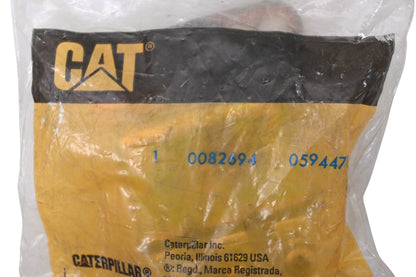 CAT®
1 0082694 059447
CATERPILLAR®
Caterpillar Inc.
Peoria, Illinois 61629 USA
®: Regd., Marca Registrada,